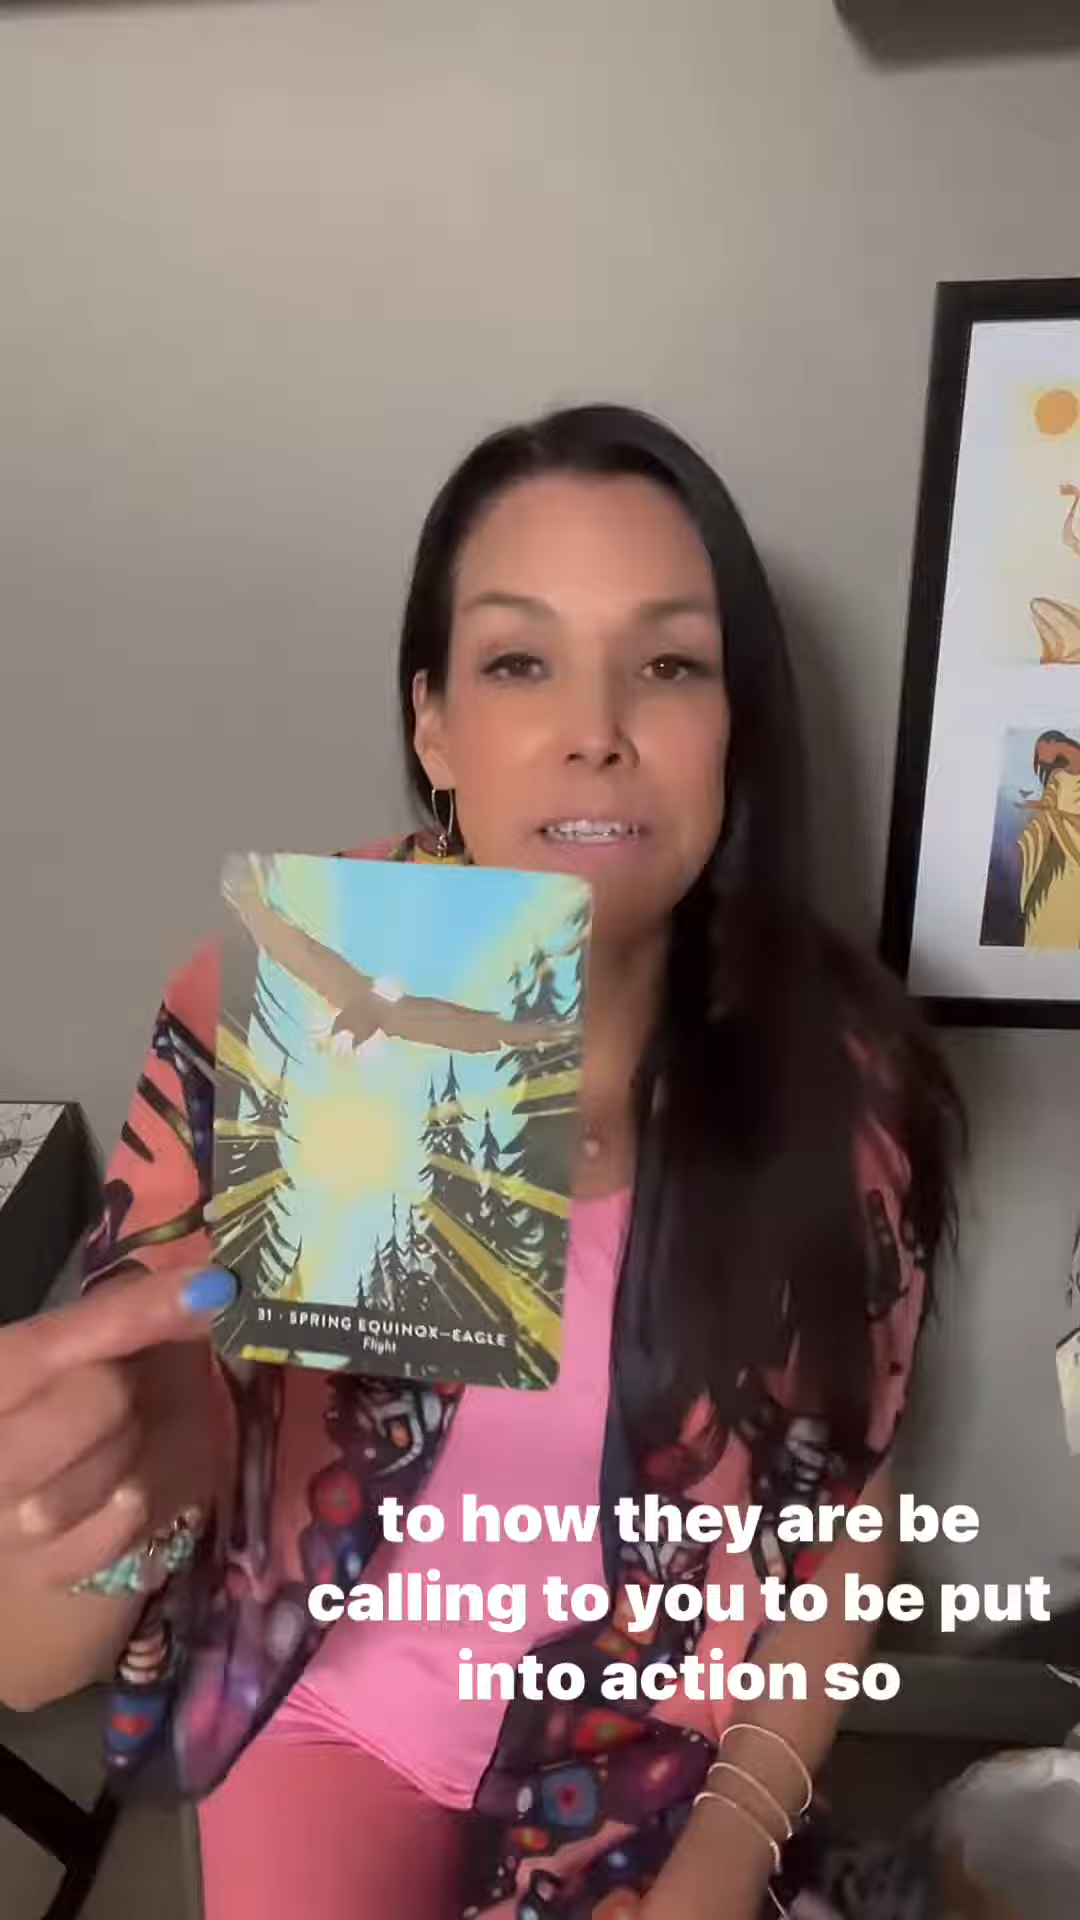 31 · SPRING EQUINOX—EAGLE
Flight
to how they are be
calling to you to be put
into action so